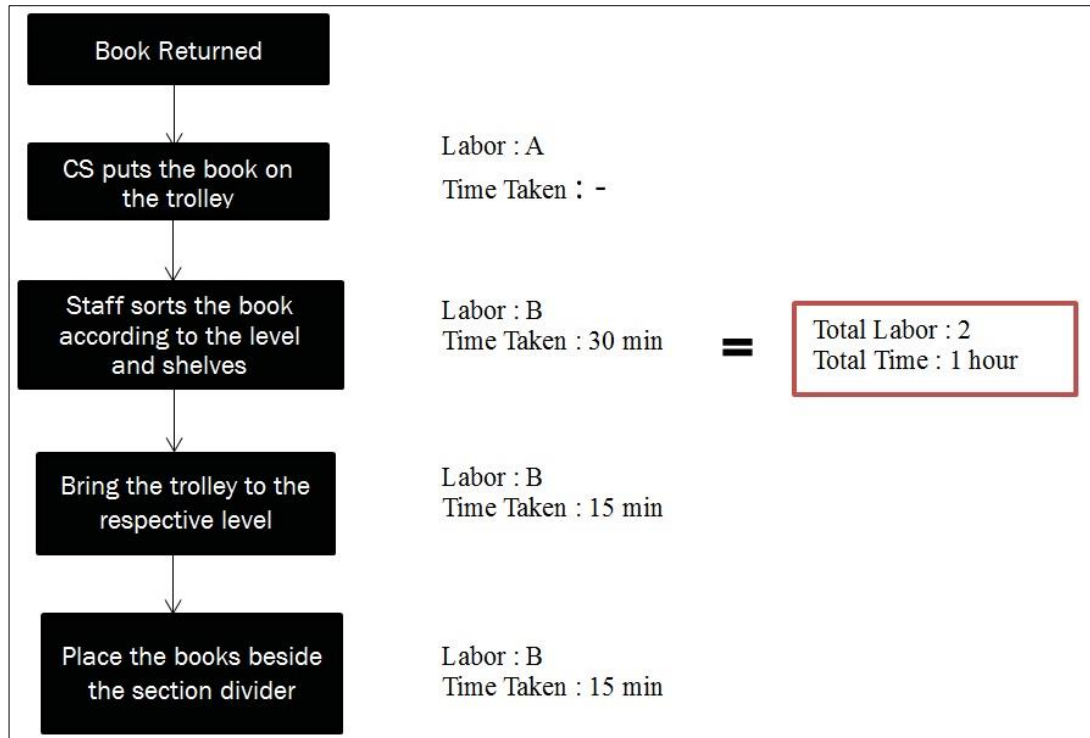 Book Returned
CS puts the book on
the trolley
Labor : A
Time Taken : -
Staff sorts the book
according to the level
and shelves
Labor : B
Time Taken : 30 min
=
Total Labor : 2
Total Time : 1 hour
Bring the trolley to the
respective level
Labor : B
Time Taken : 15 min
Place the books beside
the section divider
Labor : B
Time Taken : 15 min